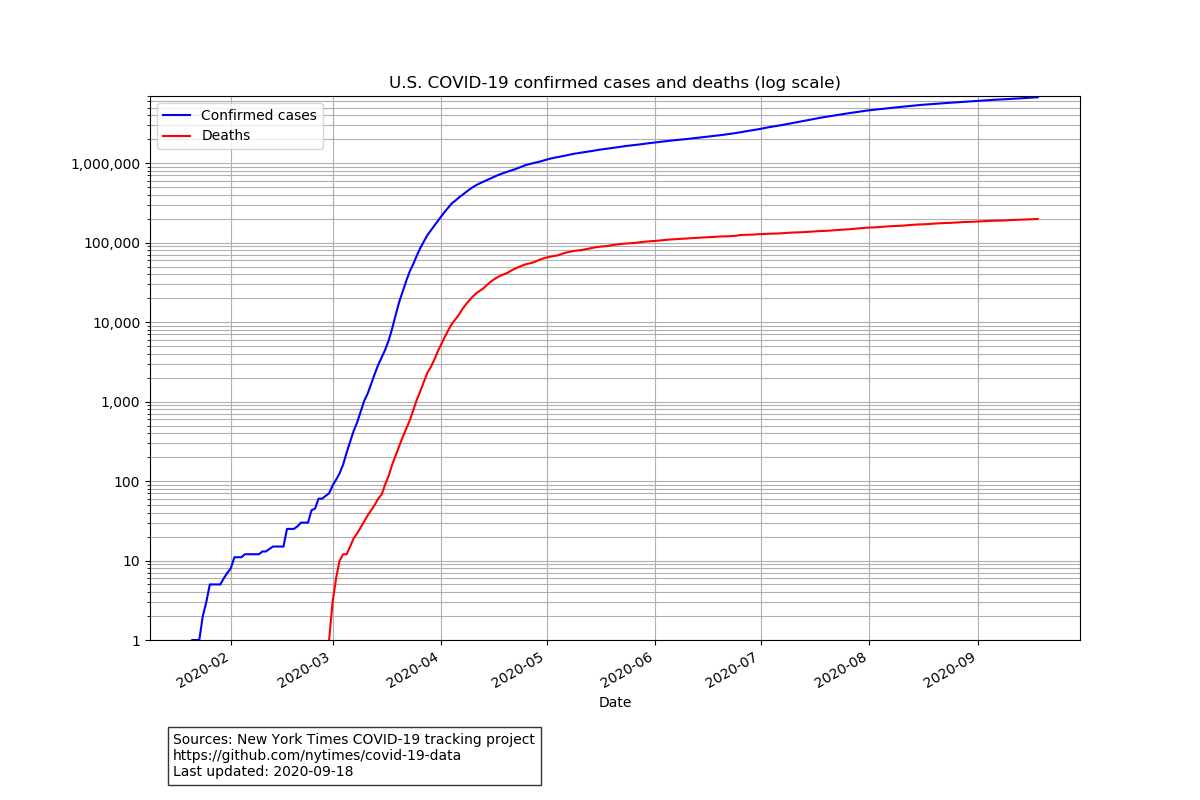 U.S. COVID-19 confirmed cases and deaths (log scale)
Confirmed cases
Deaths
1,000,000
100,000
10,000
1,000
100
10
1
2020-02
2020-03
2020-04
2020-05
2020-06
2020-07
2020-08
2020-09
Date
Sources: New York Times COVID-19 tracking project
https://github.com/nytimes/covid-19-data
Last updated: 2020-09-18